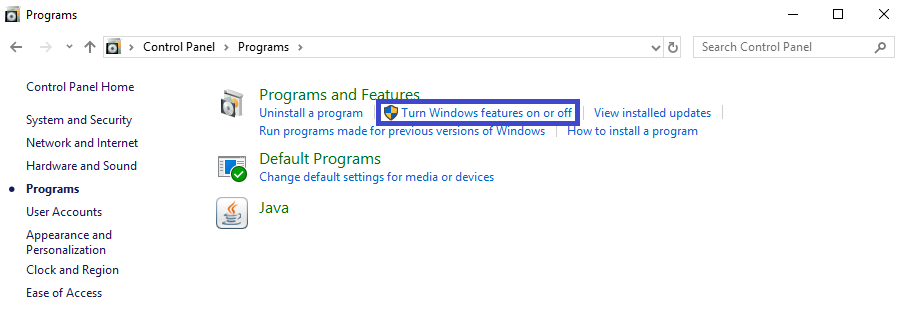 Programs
Control Panel > Programs >
Search Control Panel
Control Panel Home
System and Security
Network and Internet
Hardware and Sound
Programs
User Accounts
Appearance and
Personalization
Clock and Region
Ease of Access
Programs and Features
Uninstall a program
Turn Windows features on or off
View installed updates
Run programs made for previous versions of Windows
How to install a program
Default Programs
Change default settings for media or devices
Java